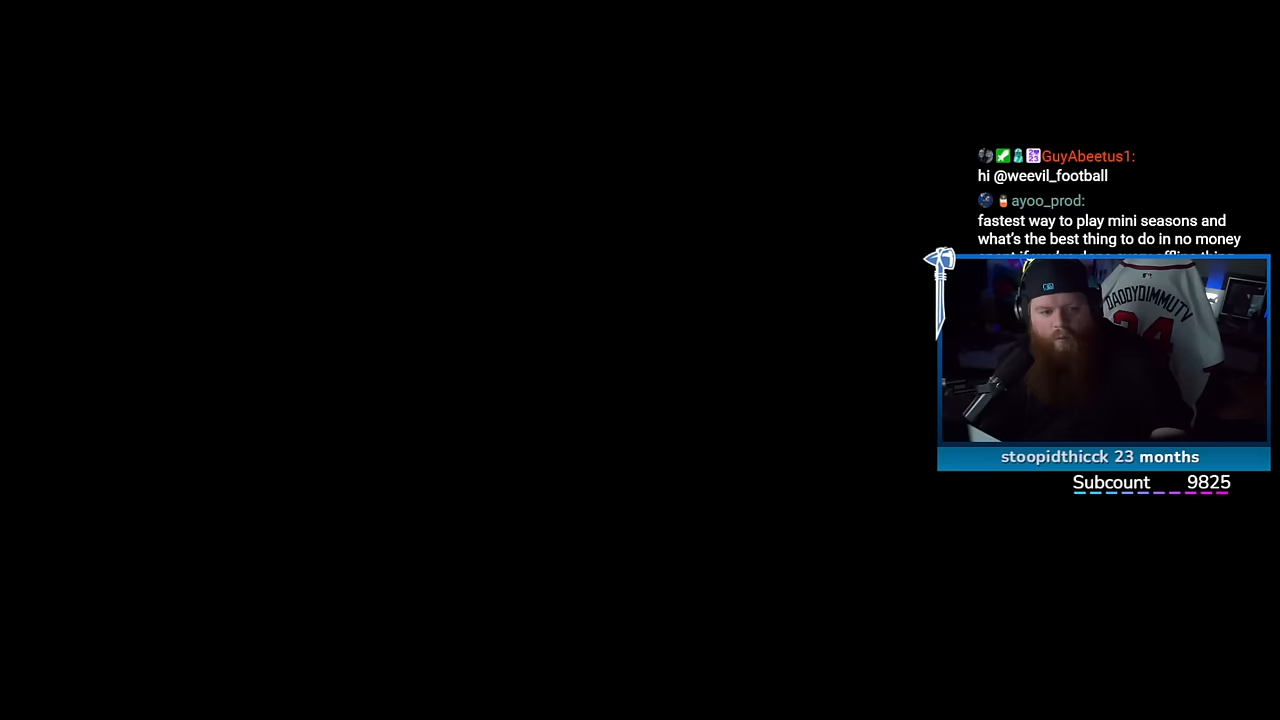 GuyAbeetus1:
hi @weevil_football
ayoo_prod:
fastest way to play mini seasons and
what's the best thing to do in no money
DADDYDIMMUTV
24
stoopidthicck 23 months
Subcount 9825